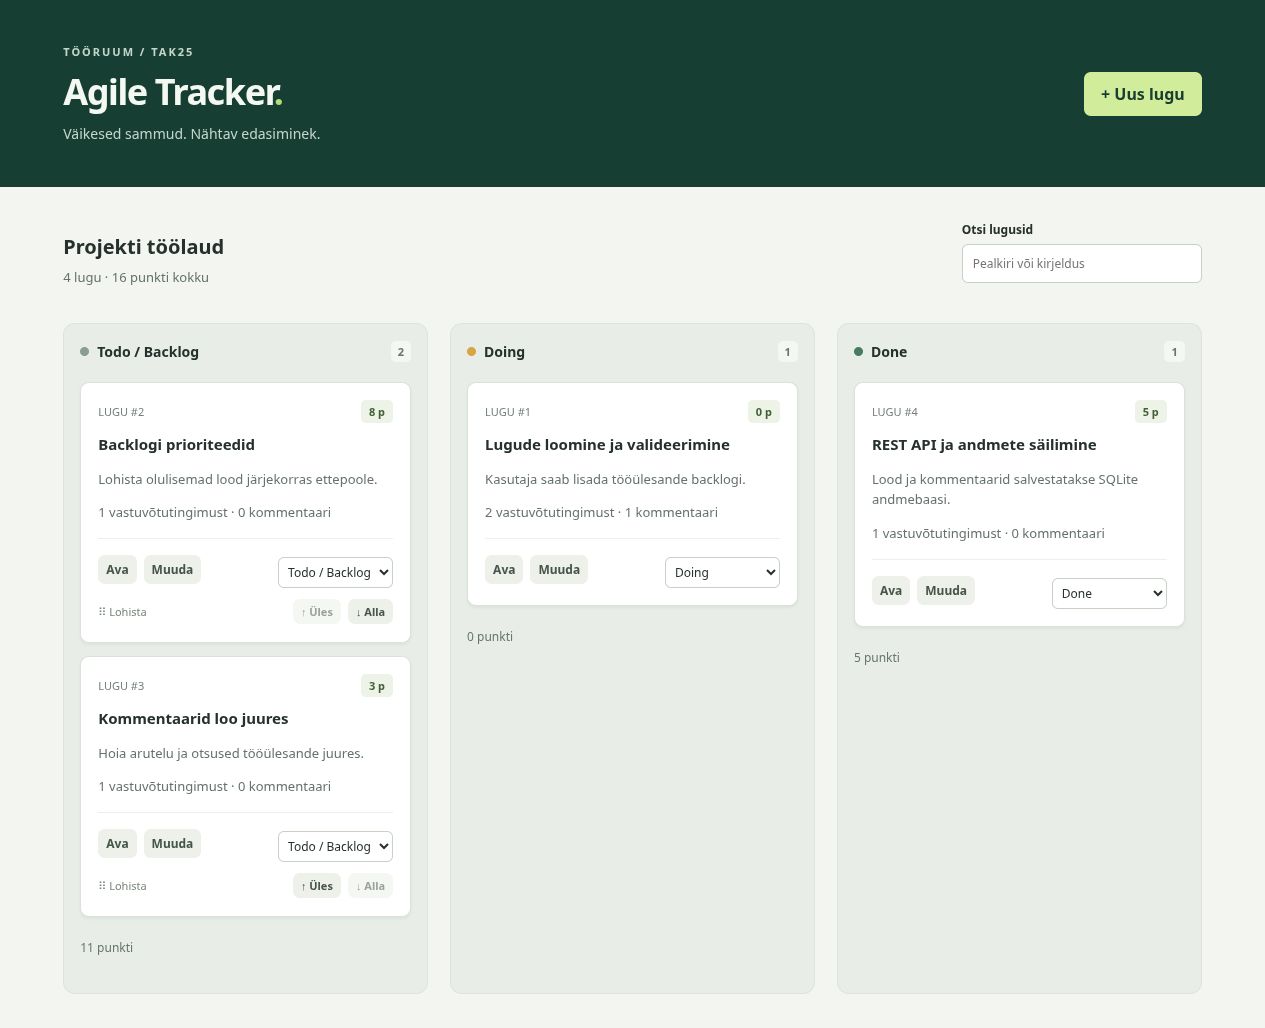 TÖÖRUUM / TAK25
Agile Tracker.
Väikesed sammud. Nähtav edasiminek.
+ Uus lugu
Projekti töölaud
4 lugu · 16 punkti kokku
Otsi lugusid
Pealkiri või kirjeldus
Todo / Backlog
2
LUGU #2
8 p
Backlogi prioriteedid
Lohista olulisemad lood järjekorras ettepoole.
1 vastuvõtutingimust · 0 kommentaari
Ava
Muuda
Todo / Backlog
⠿ Lohista
↑ Üles
↓ Alla
LUGU #3
3 p
Kommentaarid loo juures
Hoia arutelu ja otsused tööülesande juures.
1 vastuvõtutingimust · 0 kommentaari
Ava
Muuda
Todo / Backlog
⠿ Lohista
↑ Üles
↓ Alla
11 punkti
Doing
1
LUGU #1
0 p
Lugude loomine ja valideerimine
Kasutaja saab lisada tööülesande backlogi.
2 vastuvõtutingimust · 1 kommentaari
Ava
Muuda
Doing
0 punkti
Done
1
LUGU #4
5 p
REST API ja andmete säilimine
Lood ja kommentaarid salvestatakse SQLite
andmebaasi.
1 vastuvõtutingimust · 0 kommentaari
Ava
Muuda
Done
5 punkti